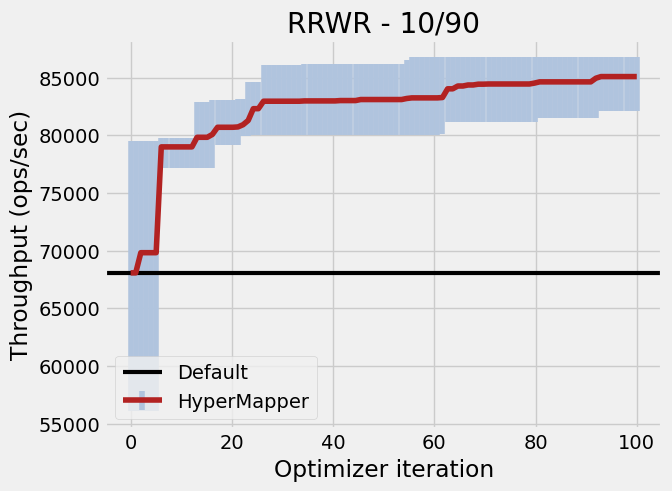 RRWR - 10/90
Throughput (ops/sec)
85000
80000
75000
70000
65000
60000
55000
Default
HyperMapper
0
20
40
60
80
100
Optimizer iteration